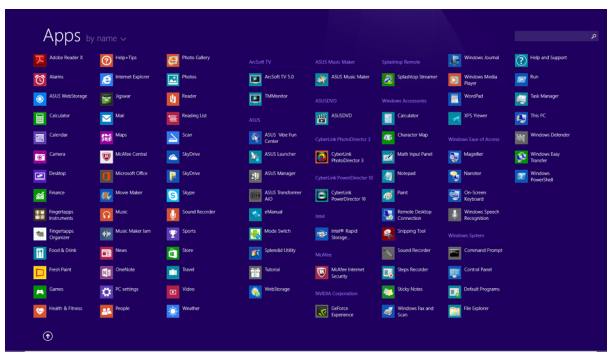 Apps by name
Adobe Reader X
Alarms
ASUS WebStorage
Calculator
Calendar
Camera
Desktop
Finance
Fingertapps
Instruments
Fingertapps
Organizer
Food & Drink
Fresh Paint
Games
Health & Fitness
Help+Tips
Internet Explorer
Jigswar
Mail
Maps
McAfee Central
Microsoft Office
Movie Maker
Music
Music Maker Jam
News
OneNote
PC settings
People
Photo Gallery
Photos
Reader
Reading List
Scan
SkyDrive
SkyDrive
Skype
Sound Recorder
Sports
Store
Travel
Video
Weather
ArcSoft TV
ArcSoft TV 5.0
TMMonitor
ASUS
ASUS Vibe Fun
Center
ASUS Launcher
ASUS Manager
ASUS Transformer
AIO
eManual
Mode Switch
Splendid Utility
Tutorial
WebStorage
ASUS Music Maker
ASUS Music Maker
ASUSDVD
ASUSDVD
CyberLink PhotoDirector 3
CyberLink
PhotoDirector 3
CyberLink PowerDirector 10
CyberLink
PowerDirector 10
Intel
Intel® Rapid
Storage...
McAfee
McAfee Internet
Security
NVIDIA Corporation
GeForce
Experience
Splashtop Remote
Splashtop Streamer
Windows Accessories
Calculator
Character Map
Math Input Panel
Notepad
Paint
Remote Desktop
Connection
Snipping Tool
Sound Recorder
Steps Recorder
Sticky Notes
Windows Fax and
Scan
Windows Journal
Windows Media
Player
WordPad
XPS Viewer
Windows Ease of Access
Magnifier
Narrator
On-Screen
Keyboard
Windows Speech
Recognition
Windows System
Command Prompt
Control Panel
Default Programs
File Explorer
Help and Support
Run
Task Manager
This PC
Windows Defender
Windows Easy
Transfer
Windows
PowerShell